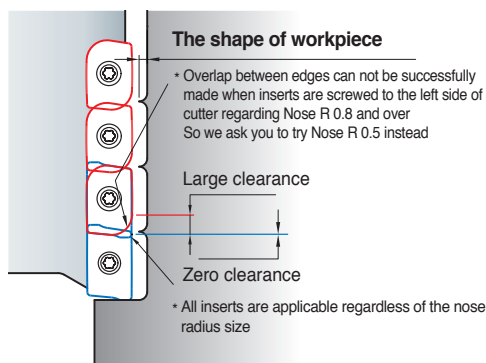 The shape of workpiece
* Overlap between edges can not be successfully
made when inserts are screwed to the left side of
cutter regarding Nose R 0.8 and over
So we ask you to try Nose R 0.5 instead
Large clearance
Zero clearance
* All inserts are applicable regardless of the nose
radius size